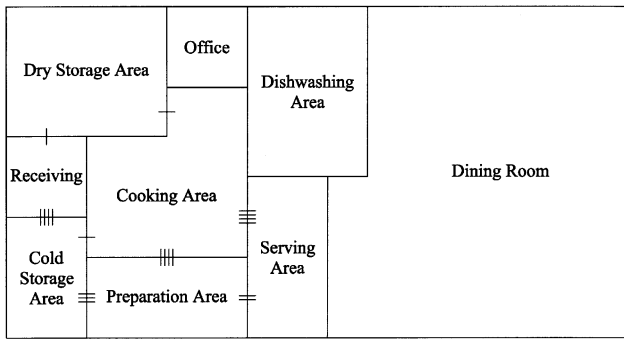 Dry Storage Area
Office
Dishwashing
Area
Dining Room
Receiving
Cooking Area
Cold
Storage
Area
Preparation Area
Serving
Area